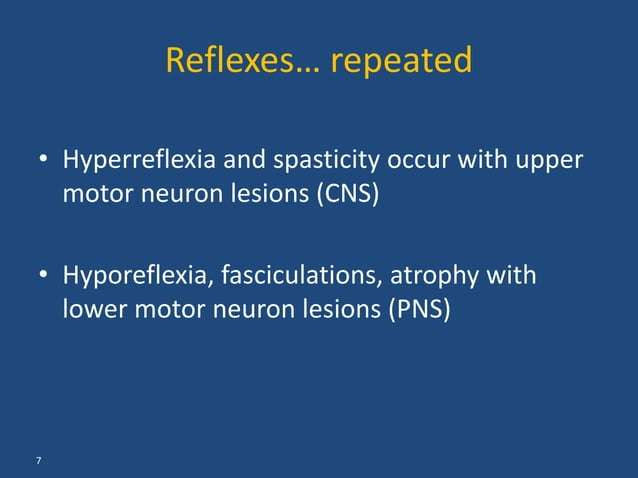 Reflexes… repeated
• Hyperreflexia and spasticity occur with upper
motor neuron lesions (CNS)
• Hyporeflexia, fasciculations, atrophy with
lower motor neuron lesions (PNS)
7